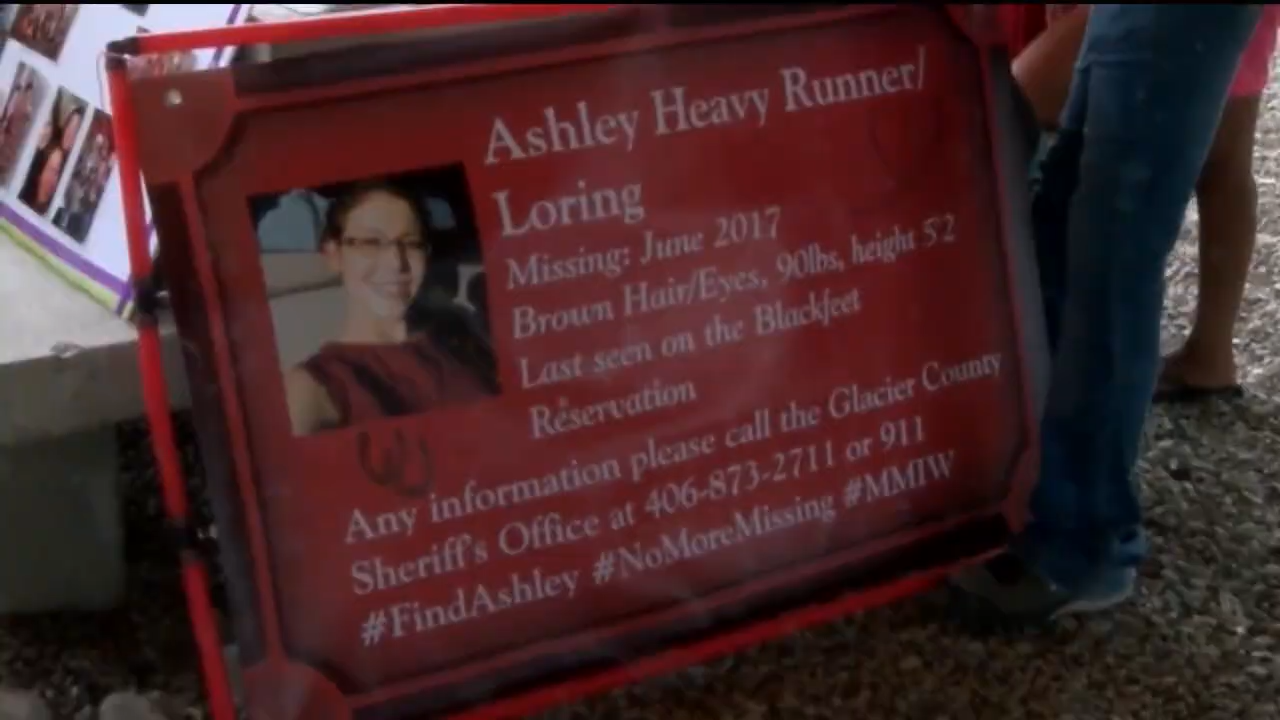 Ashley Heavy Runner/
Loring
Missing: June 2017
Brown Hair/Eyes, 90lbs, height 5'2
Last seen on the Blackfeet
Reservation
Any information please call the Glacier County
Sheriff's Office at 406-873-2711 or 911
#FindAshley #NoMoreMissing #MMIW